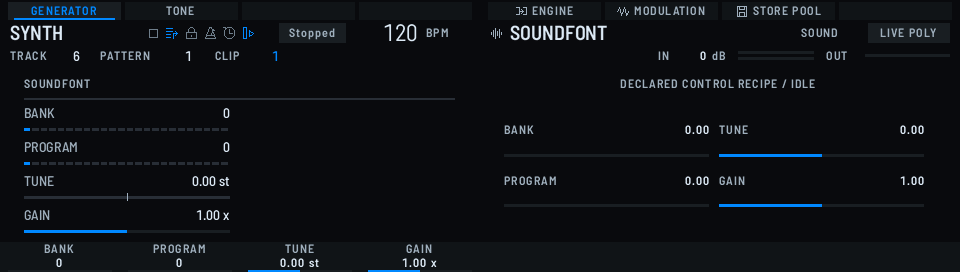 GENERATOR TONE ENGINE MODULATION STORE POOL
SYNTH Stopped 120 BPM SOUNDFONT SOUND LIVE POLY
TRACK 6 PATTERN 1 CLIP 1 IN 0 dB OUT
SOUNDFONT DECLARED CONTROL RECIPE / IDLE
BANK 0
PROGRAM 0
TUNE 0.00 st
GAIN 1.00 x
BANK 0.00 TUNE 0.00
PROGRAM 0.00 GAIN 1.00
BANK PROGRAM TUNE GAIN
0 0 0.00 st 1.00 x